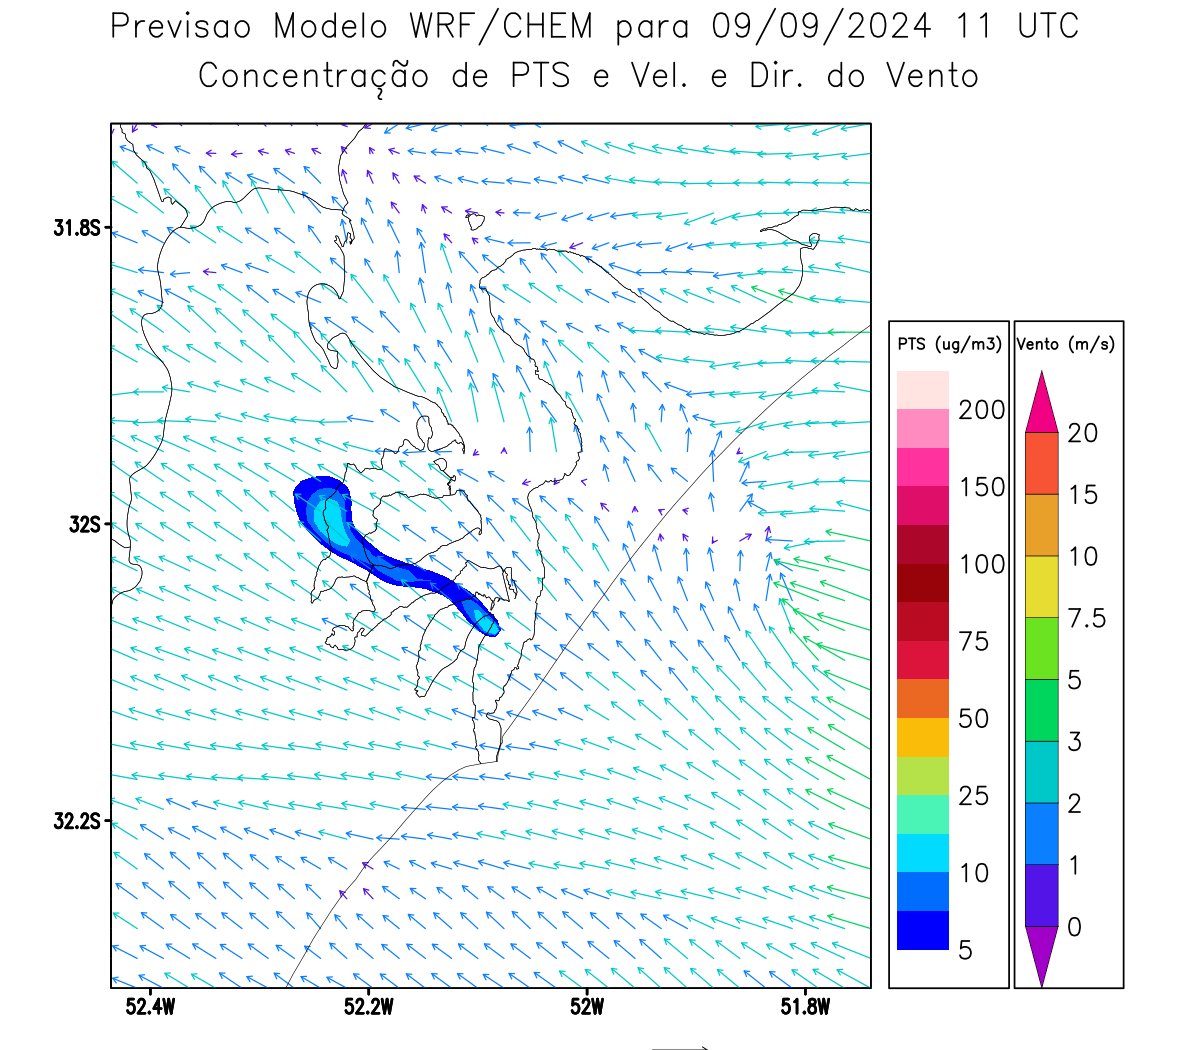 Previsao Modelo WRF/CHEM para 09/09/2024 11 UTC
Concentração de PTS e Vel. e Dir. do Vento
31.8S
32S
32.2S
52.4W 52.2W 52W 51.8W
PTS (ug/m3)
200
150
100
75
50
25
10
5
Vento (m/s)
20
15
10
7.5
5
3
2
1
0